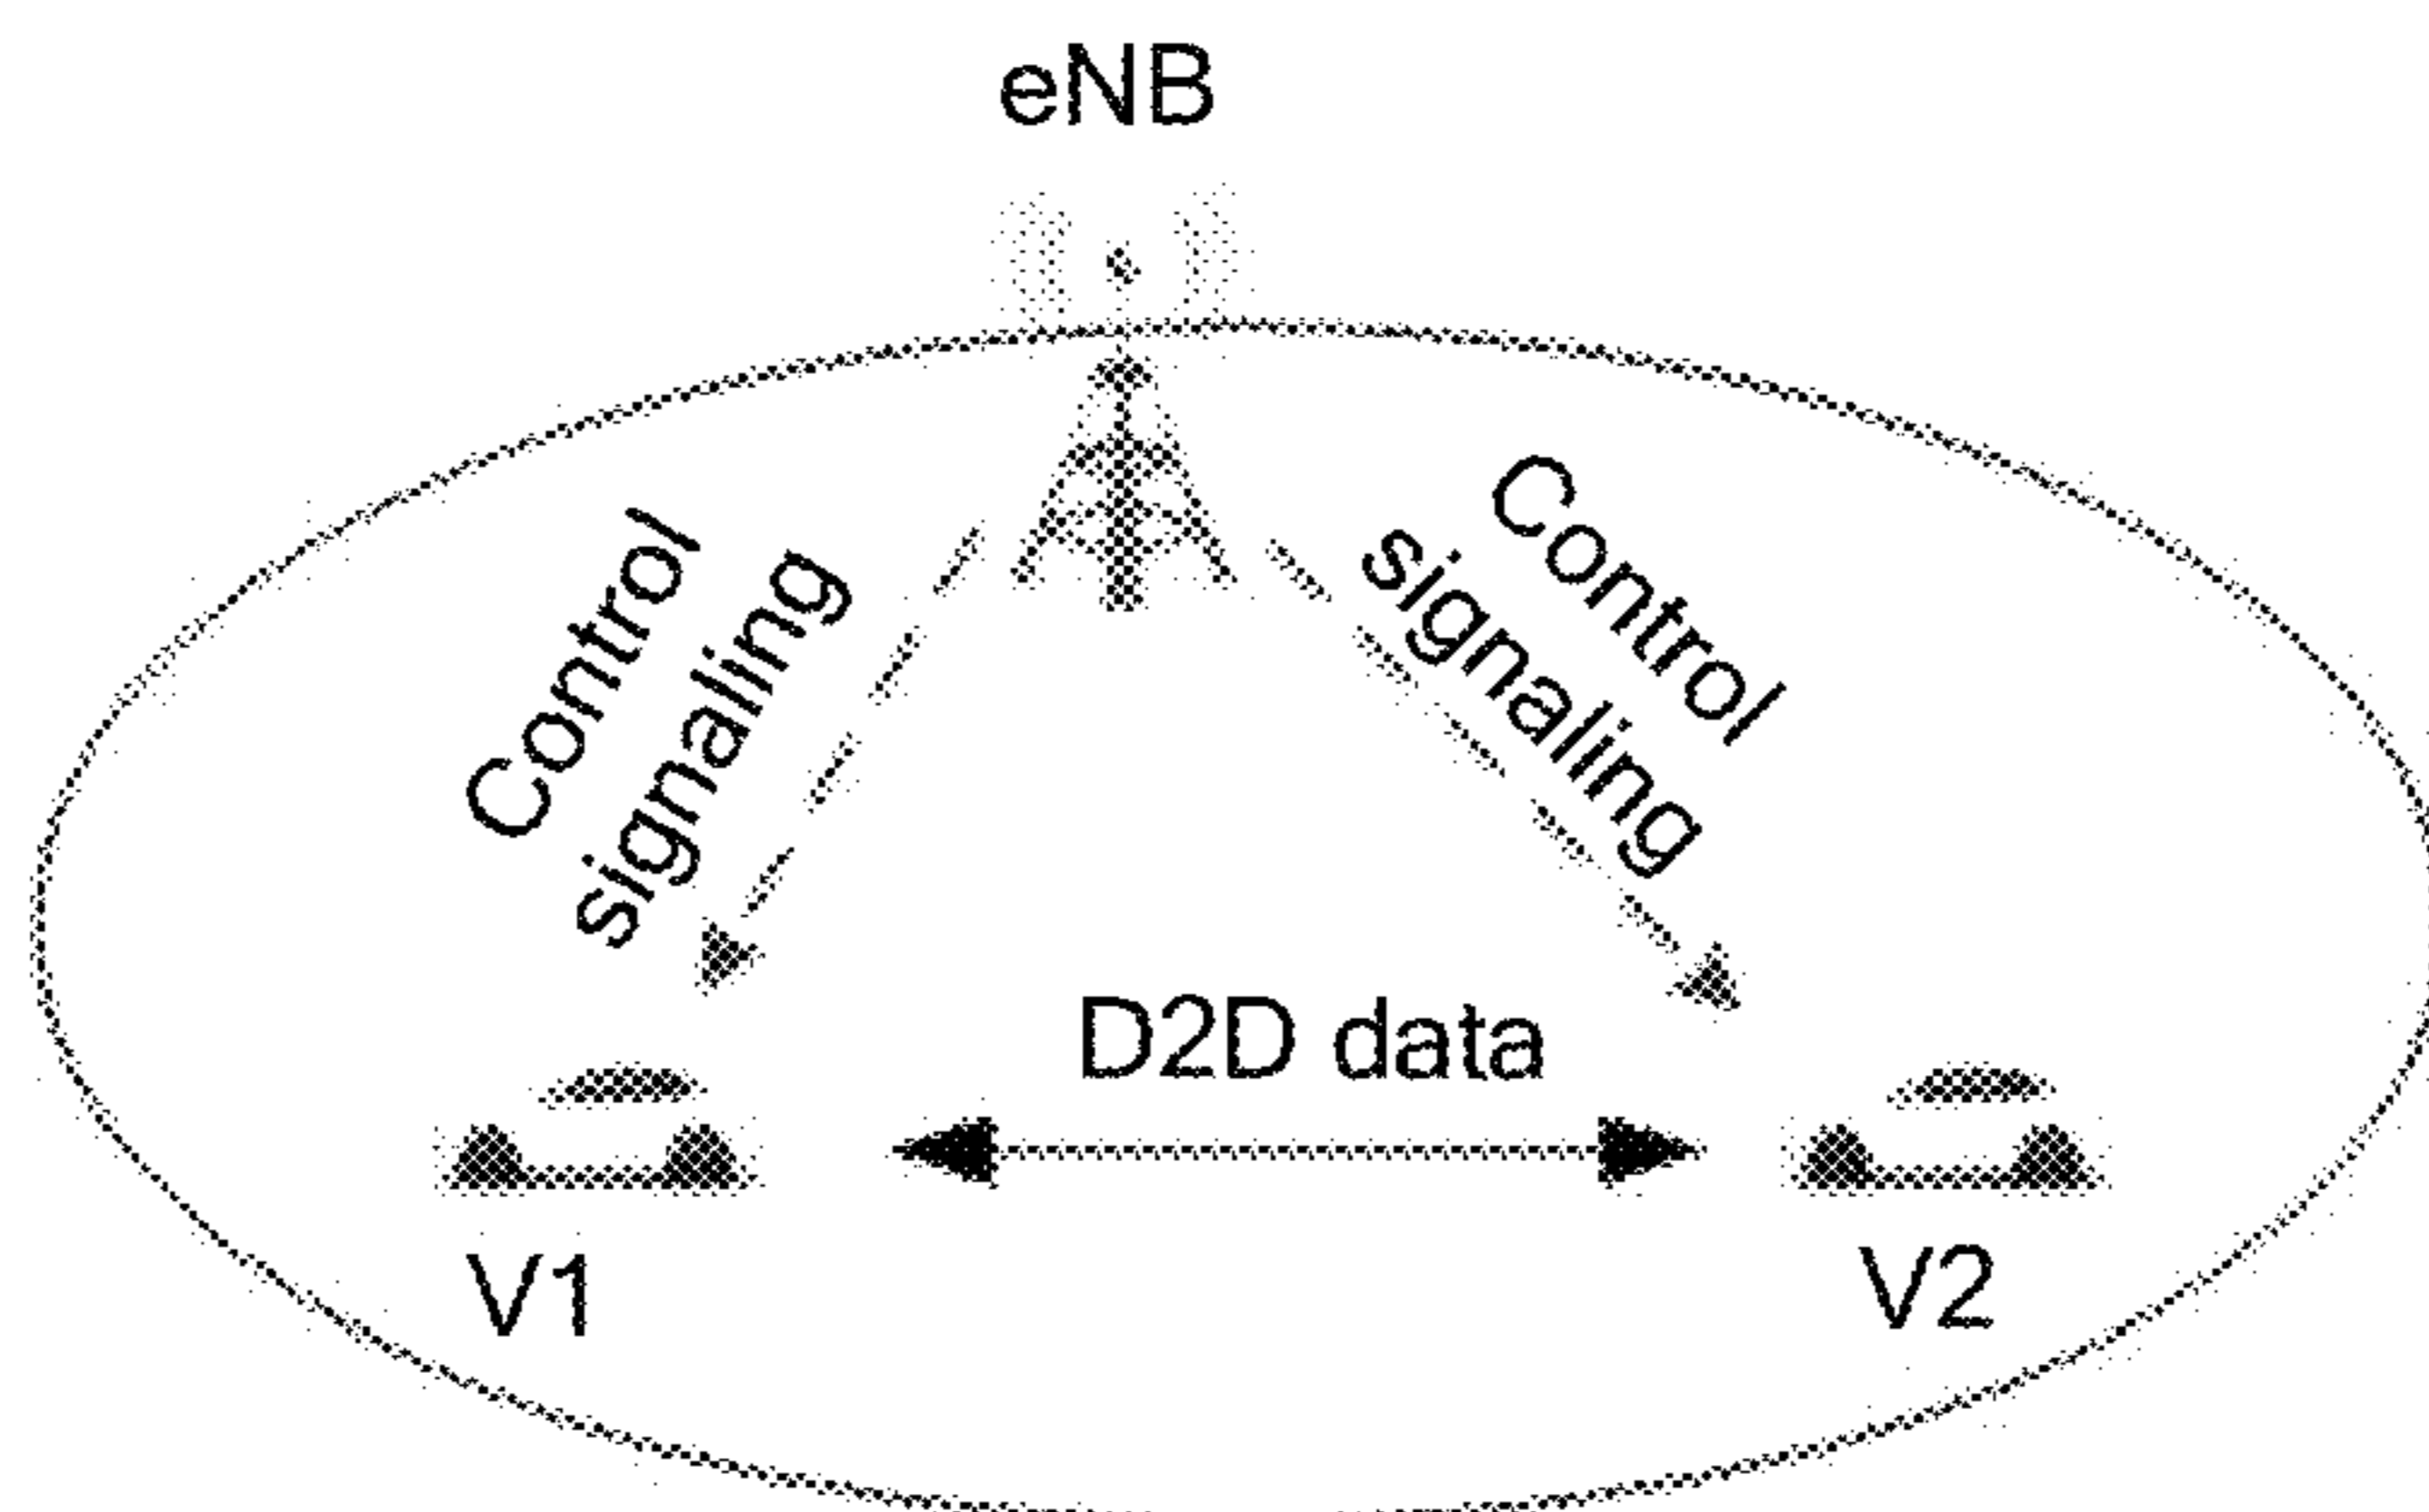 eNB
Control
signaling
Control
signaling
D2D data
V1
V2